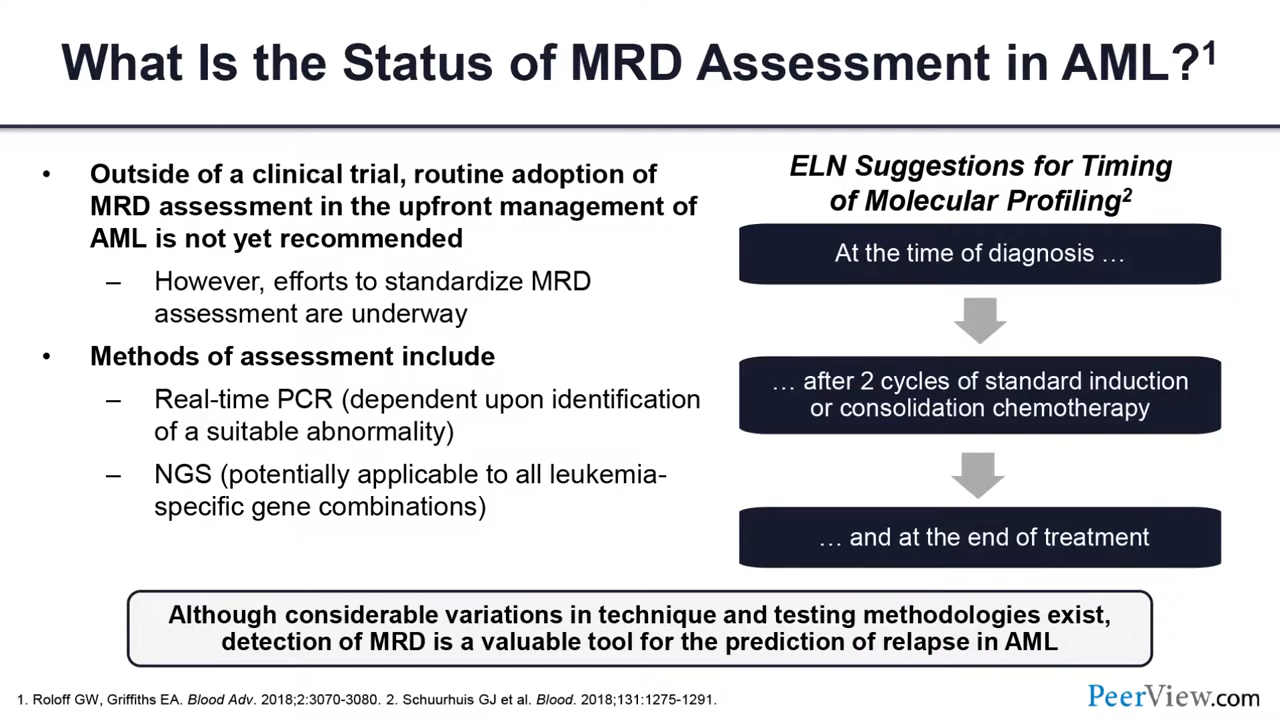 What Is the Status of MRD Assessment in AML?1
• Outside of a clinical trial, routine adoption of
MRD assessment in the upfront management of
AML is not yet recommended
– However, efforts to standardize MRD
assessment are underway
• Methods of assessment include
– Real-time PCR (dependent upon identification
of a suitable abnormality)
– NGS (potentially applicable to all leukemia-
specific gene combinations)
ELN Suggestions for Timing
of Molecular Profiling2
At the time of diagnosis …
… after 2 cycles of standard induction
or consolidation chemotherapy
… and at the end of treatment
Although considerable variations in technique and testing methodologies exist,
detection of MRD is a valuable tool for the prediction of relapse in AML
1. Roloff GW, Griffiths EA. Blood Adv. 2018;2:3070-3080. 2. Schuurhuis GJ et al. Blood. 2018;131:1275-1291.
PeerView.com